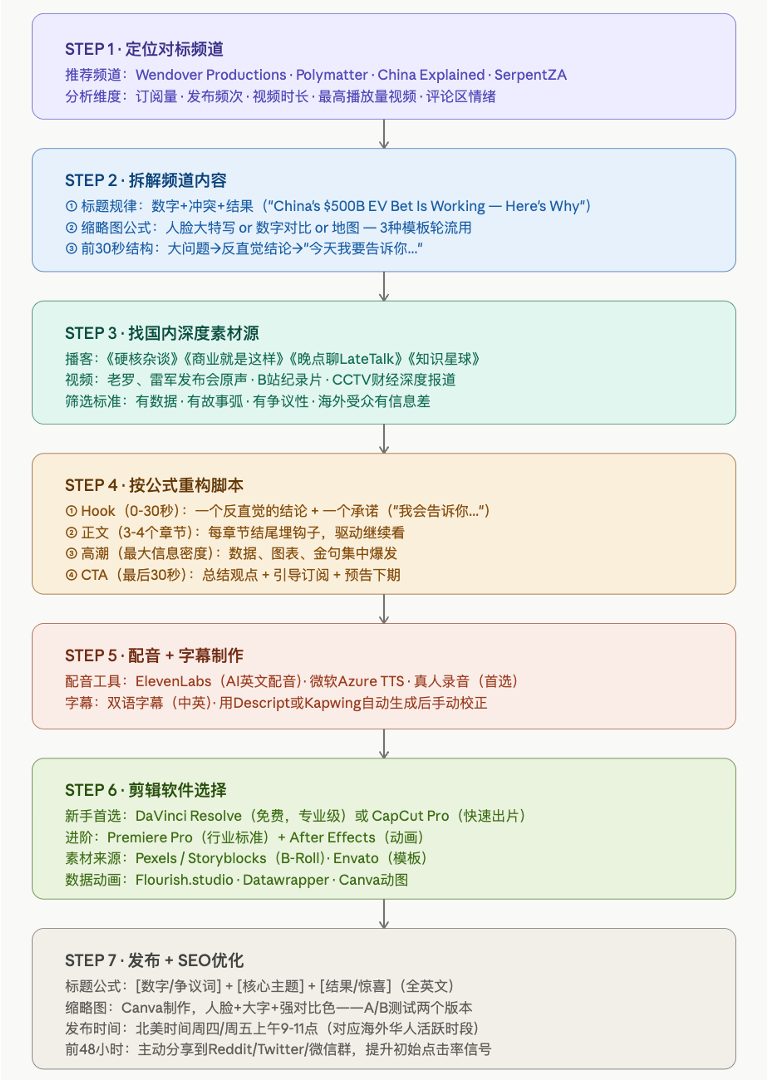 STEP 1 · 定位对标频道
推荐频道：Wendover Productions · Polymatter · China Explained · SerpentZA
分析维度：订阅量 · 发布频次 · 视频时长 · 最高播放量视频 · 评论区情绪
STEP 2 · 拆解频道内容
① 标题规律：数字+冲突+结果（"China's $500B EV Bet Is Working — Here's Why"）
② 缩略图公式：人脸大特写 or 数字对比 or 地图 — 3种模板轮流用
③ 前30秒结构：大问题→反直觉结论→"今天我要告诉你..."
STEP 3 · 找国内深度素材源
播客：《硬核杂谈》《商业就是这样》《晚点聊LateTalk》《知识星球》
视频：老罗、雷军发布会原声 · B站纪录片 · CCTV财经深度报道
筛选标准：有数据 · 有故事弧 · 有争议性 · 海外受众有信息差
STEP 4 · 按公式重构脚本
① Hook（0-30秒）：一个反直觉的结论 + 一个承诺（"我会告诉你..."）
② 正文（3-4个章节）：每章节结尾埋钩子，驱动继续看
③ 高潮（最大信息密度）：数据、图表、金句集中爆发
④ CTA（最后30秒）：总结观点 + 引导订阅 + 预告下期
STEP 5 · 配音 + 字幕制作
配音工具：ElevenLabs（AI英文配音）· 微软Azure TTS · 真人录音（首选）
字幕：双语字幕（中英）· 用Descript或Kapwing自动生成后手动校正
STEP 6 · 剪辑软件选择
新手首选：DaVinci Resolve（免费，专业级）或 CapCut Pro（快速出片）
进阶：Premiere Pro（行业标准）+ After Effects（动画）
素材来源：Pexels / Storyblocks（B-Roll）· Envato（模板）
数据动画：Flourish.studio · Datawrapper · Canva动图
STEP 7 · 发布 + SEO优化
标题公式：[数字/争议词] + [核心主题] + [结果/惊喜]（全英文）
缩略图：Canva制作，人脸+大字+强对比色——A/B测试两个版本
发布时间：北美时间周四/周五上午9-11点（对应海外华人活跃时段）
前48小时：主动分享到Reddit/Twitter/微信群，提升初始点击率信号